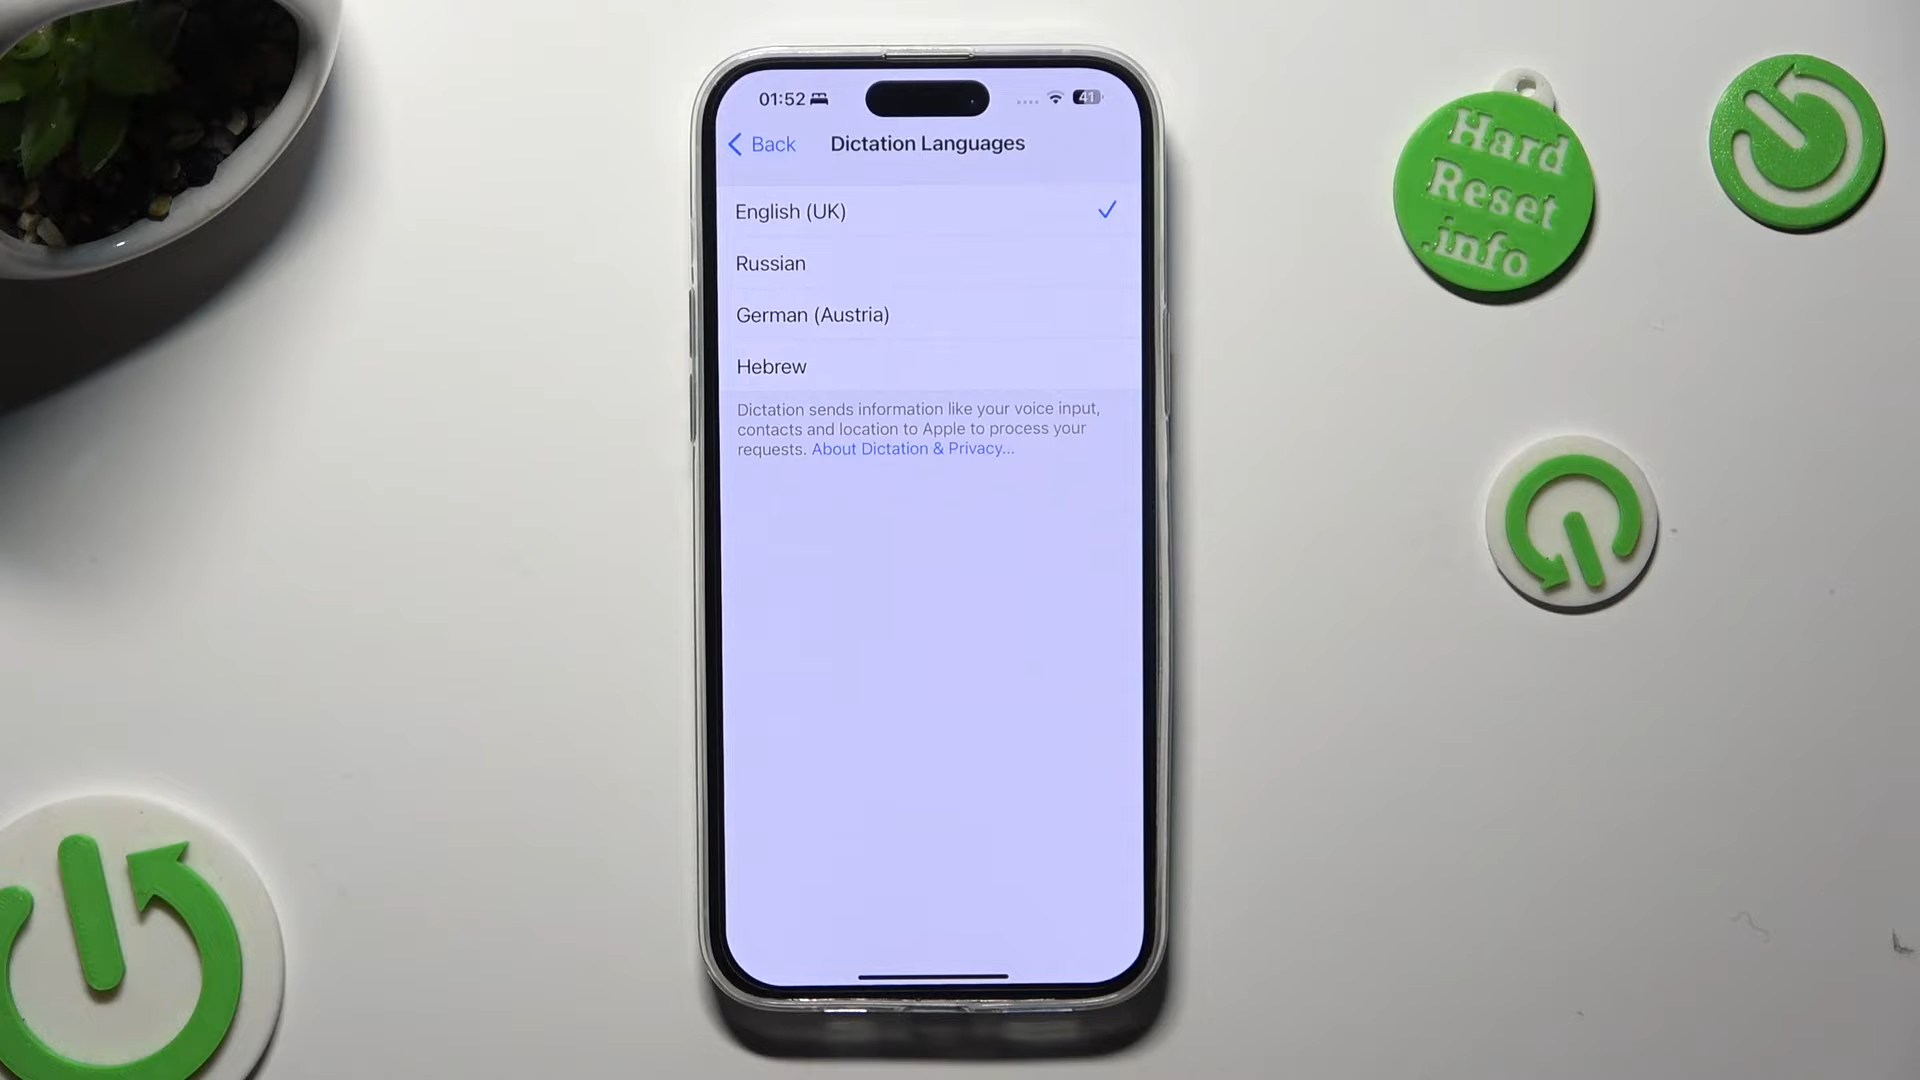 01:52
41
Back
Dictation Languages
English (UK)
Russian
German (Austria)
Hebrew
Dictation sends information like your voice input,
contacts and location to Apple to process your
requests. About Dictation & Privacy...
Hard
Reset
.info